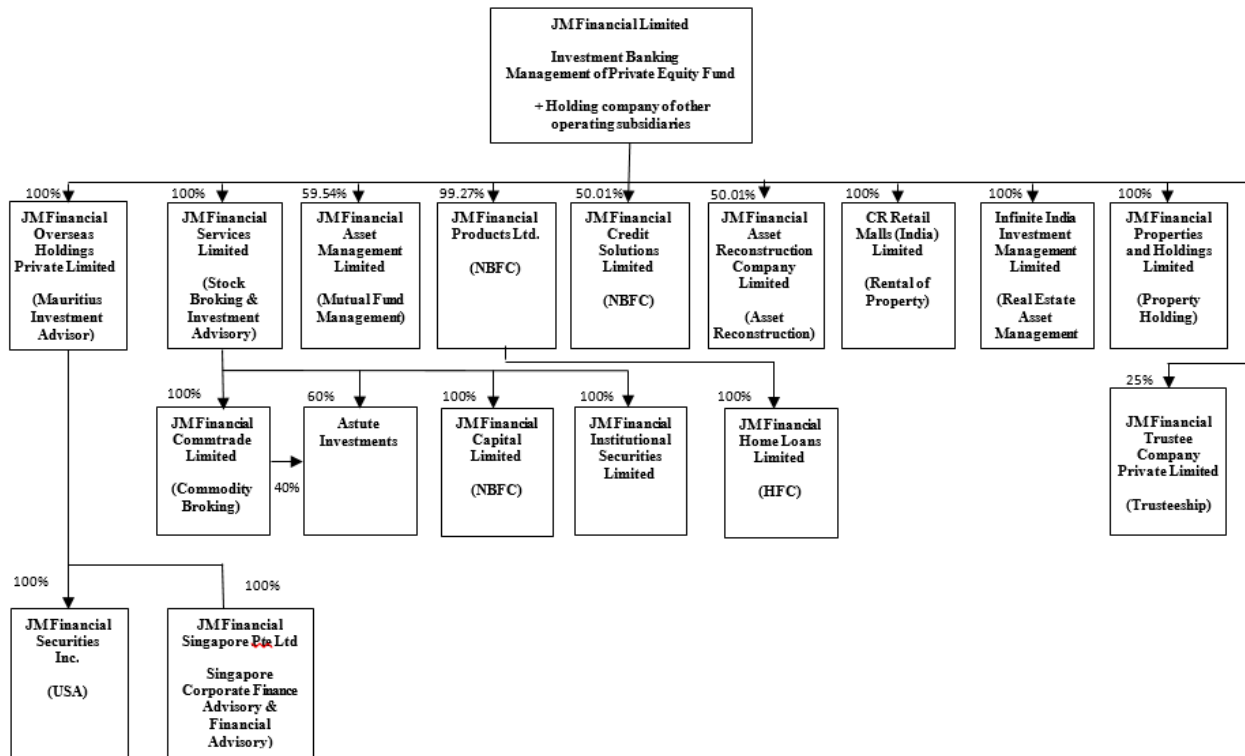 JM Financial Limited
Investment Banking
Management of Private Equity Fund
+ Holding company of other
operating subsidiaries
100%
100%
59.54%
99.27%
50.01%
50.01%
100%
100%
100%
JM Financial
Overseas
Holdings
Private Limited
(Mauritius
Investment
Advisor)
JM Financial
Services
Limited
(Stock
Broking &
Investment
Advisory)
JM Financial
Asset
Management
Limited
(Mutual Fund
Management)
JM Financial
Products Ltd.
(NBFC)
JM Financial
Credit
Solutions
Limited
(NBFC)
JM Financial
Asset
Reconstruction
Company
Limited
(Asset
Reconstruction)
CR Retail
Malls (India)
Limited
(Rental of
Property)
Infinite India
Investment
Management
Limited
(Real Estate
Asset
Management
JM Financial
Properties
and Holdings
Limited
(Property
Holding)
100%
60%
100%
100%
100%
25%
JM Financial
Commtrade
Limited
(Commodity
Broking)
40%
Astute
Investments
JM Financial
Capital
Limited
(NBFC)
JM Financial
Institutional
Securities
Limited
JM Financial
Home Loans
Limited
(HFC)
JM Financial
Trustee
Company
Private Limited
(Trusteeship)
100%
100%
JM Financial
Securities
Inc.
(USA)
JM Financial
Singapore Pte Ltd
Singapore
Corporate Finance
Advisory &
Financial
Advisory)